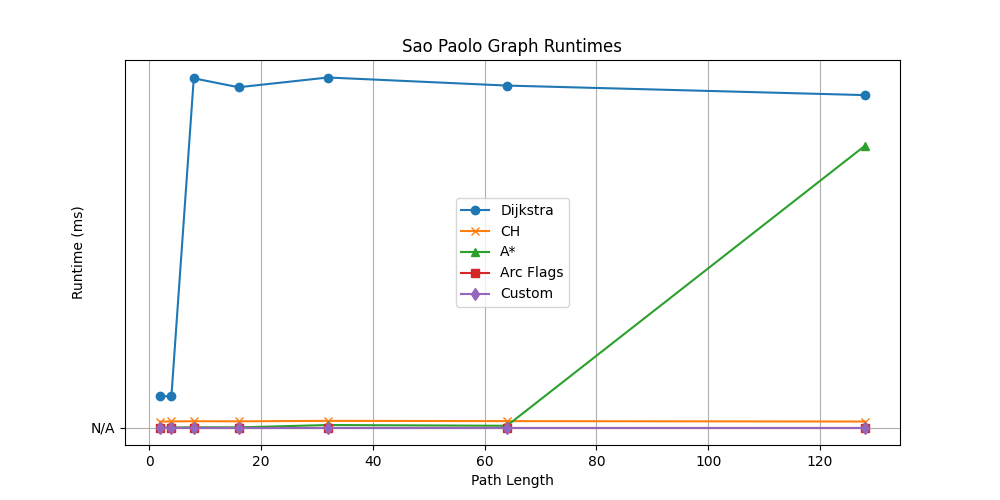 Sao Paolo Graph Runtimes
Runtime (ms)
N/A
Dijkstra
CH
A*
Arc Flags
Custom
0 20 40 60 80 100 120
Path Length